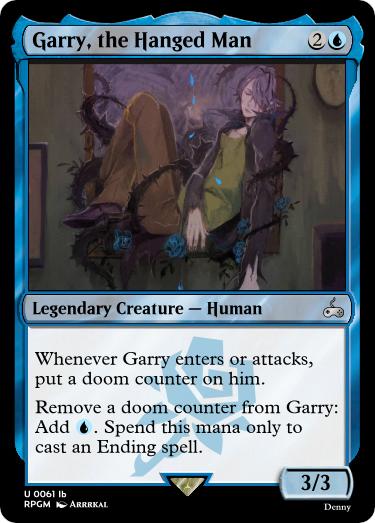 Garry, the Hanged Man 2
Legendary Creature — Human
Whenever Garry enters or attacks,
put a doom counter on him.
Remove a doom counter from Garry:
Add . Spend this mana only to
cast an Ending spell.
3/3
U 0061 Ib
RPGM Arrrkal
Denny